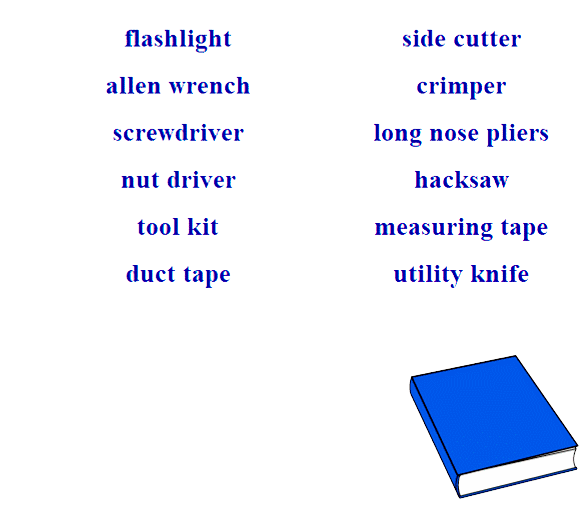 flashlight
allen wrench
screwdriver
nut driver
tool kit
duct tape
side cutter
crimper
long nose pliers
hacksaw
measuring tape
utility knife